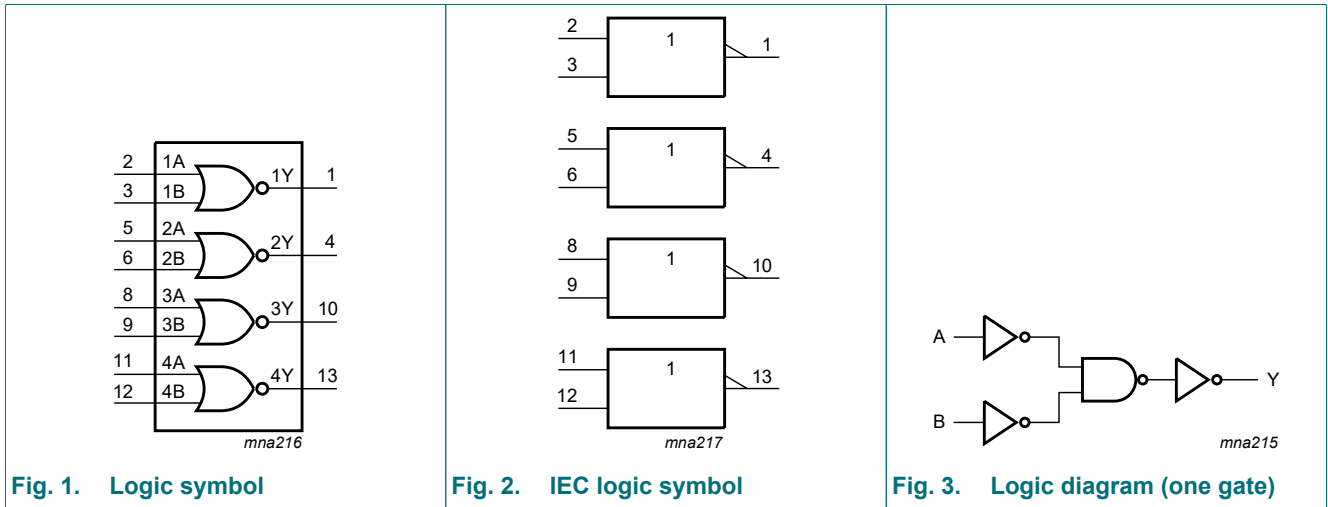 2 1A 1Y 1
3 1B
5 2A 2Y 4
6 2B
8 3A 3Y 10
9 3B
11 4A 4Y 13
12 4B
mna216
Fig. 1. Logic symbol
2 1 1
3
5 1 4
6
8 1 10
9
11 1 13
12
mna217
Fig. 2. IEC logic symbol
A
Y
B
mna215
Fig. 3. Logic diagram (one gate)